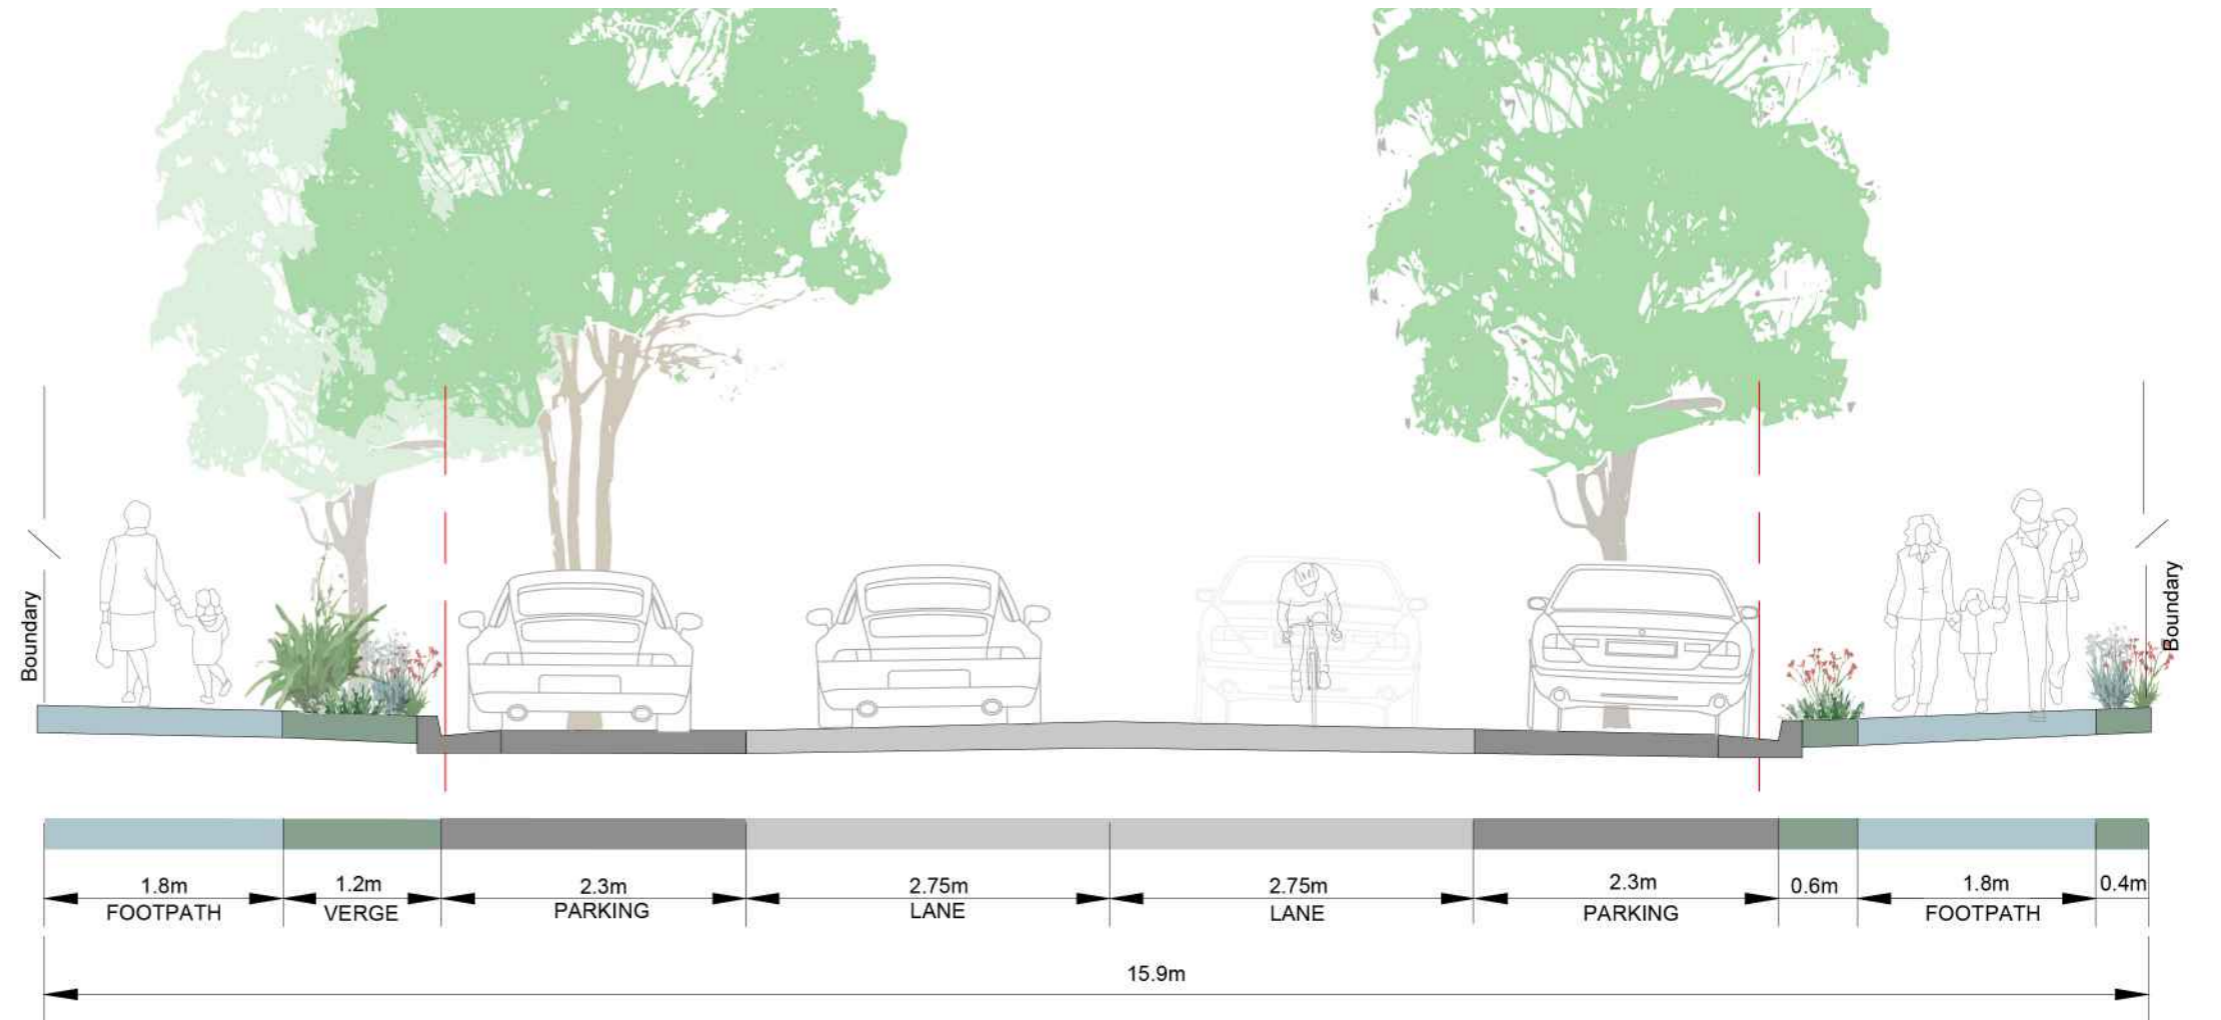 Boundary
Boundary
1.8m
FOOTPATH
1.2m
VERGE
2.3m
PARKING
2.75m
LANE
2.75m
LANE
2.3m
PARKING
0.6m
1.8m
FOOTPATH
0.4m
15.9m